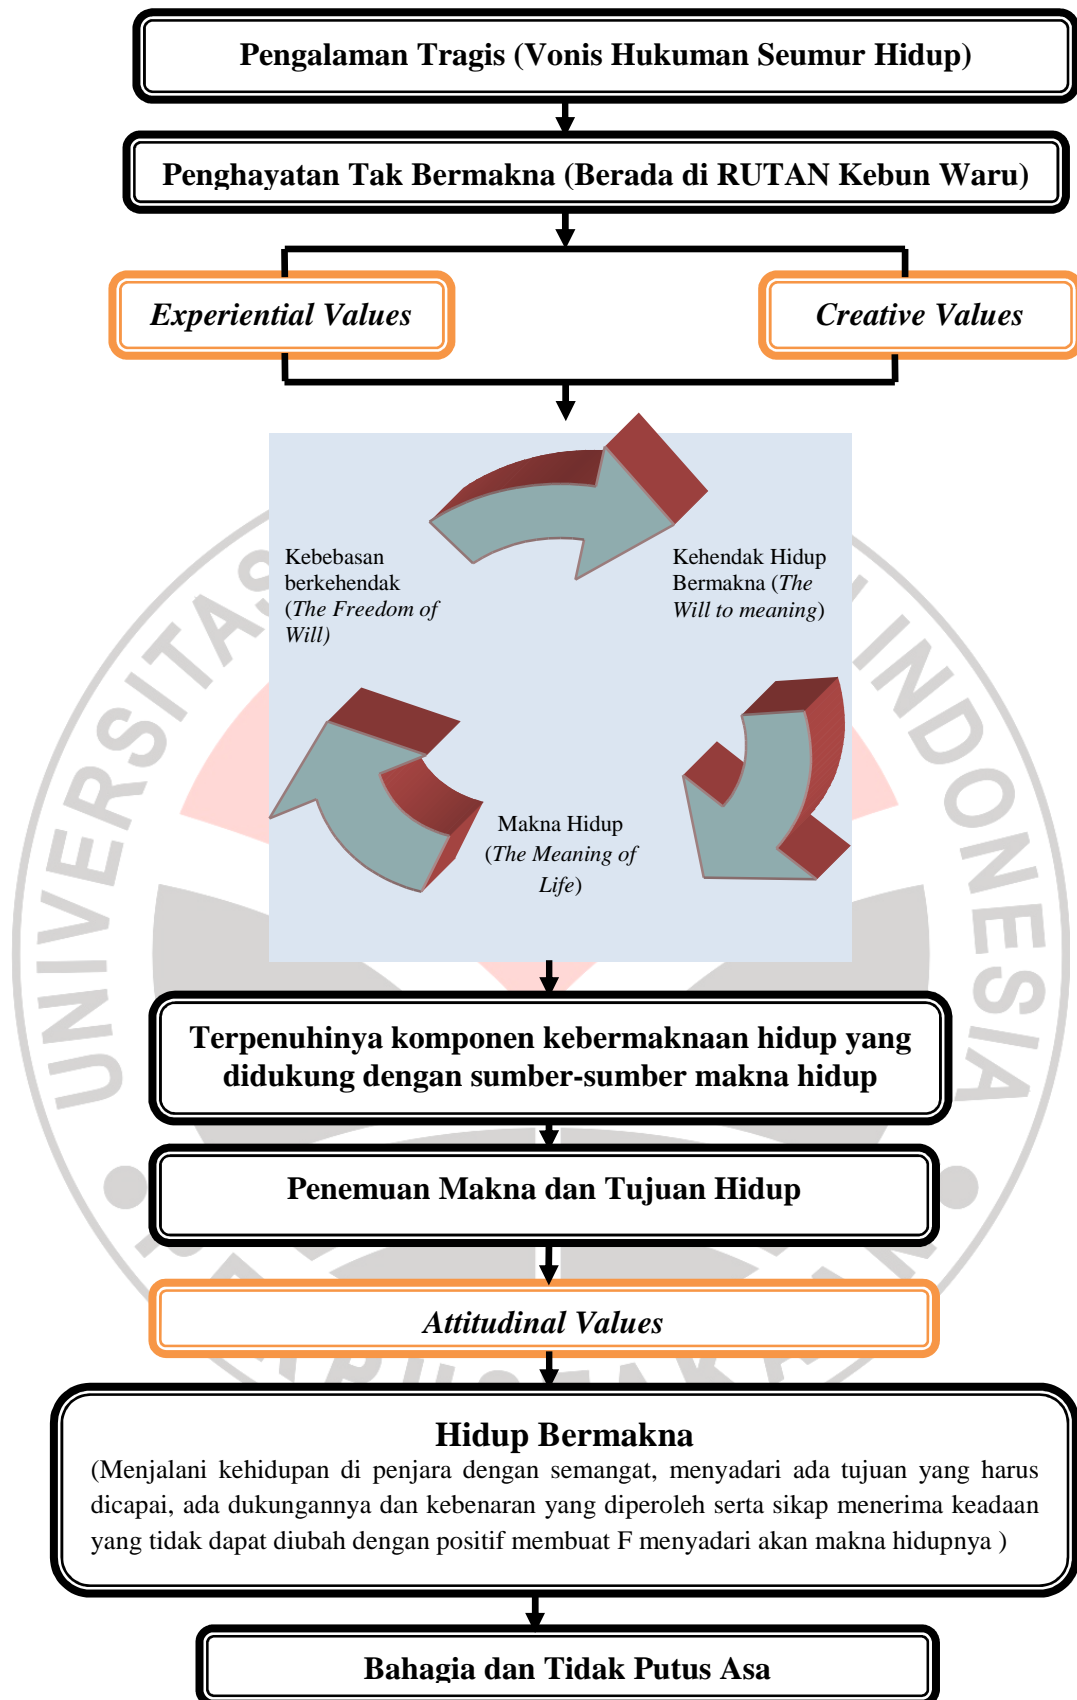 Pengalaman Tragis (Vonis Hukuman Seumur Hidup)
Penghayatan Tak Bermakna (Berada di RUTAN Kebun Waru)
Experiential Values
Creative Values
Kebebasan
berkehendak
(The Freedom of
Will)
Kehendak Hidup
Bermakna (The
Will to meaning)
Makna Hidup
(The Meaning of
Life)
Terpenuhinya komponen kebermaknaan hidup yang
didukung dengan sumber-sumber makna hidup
Penemuan Makna dan Tujuan Hidup
Attitudinal Values
Hidup Bermakna
(Menjalani kehidupan di penjara dengan semangat, menyadari ada tujuan yang harus
dicapai, ada dukungannya dan kebenaran yang diperoleh serta sikap menerima keadaan
yang tidak dapat diubah dengan positif membuat F menyadari akan makna hidupnya )
Bahagia dan Tidak Putus Asa
UNIVERSITAS
INDONESIA